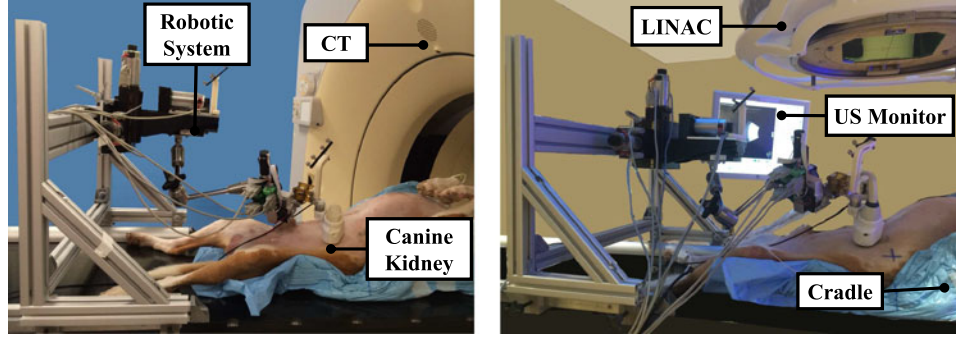 Robotic
System
CT
Canine
Kidney
LINAC
US Monitor
Cradle